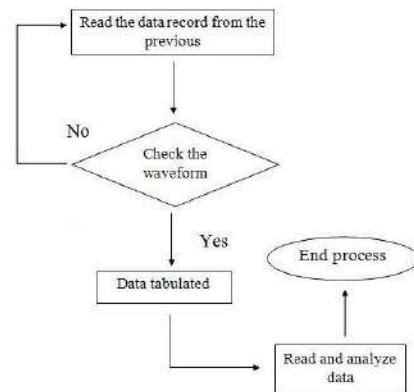 Read the data record from the
previous
No
Check the
waveform
Yes
End process
Data tabulated
Read and analyze
data